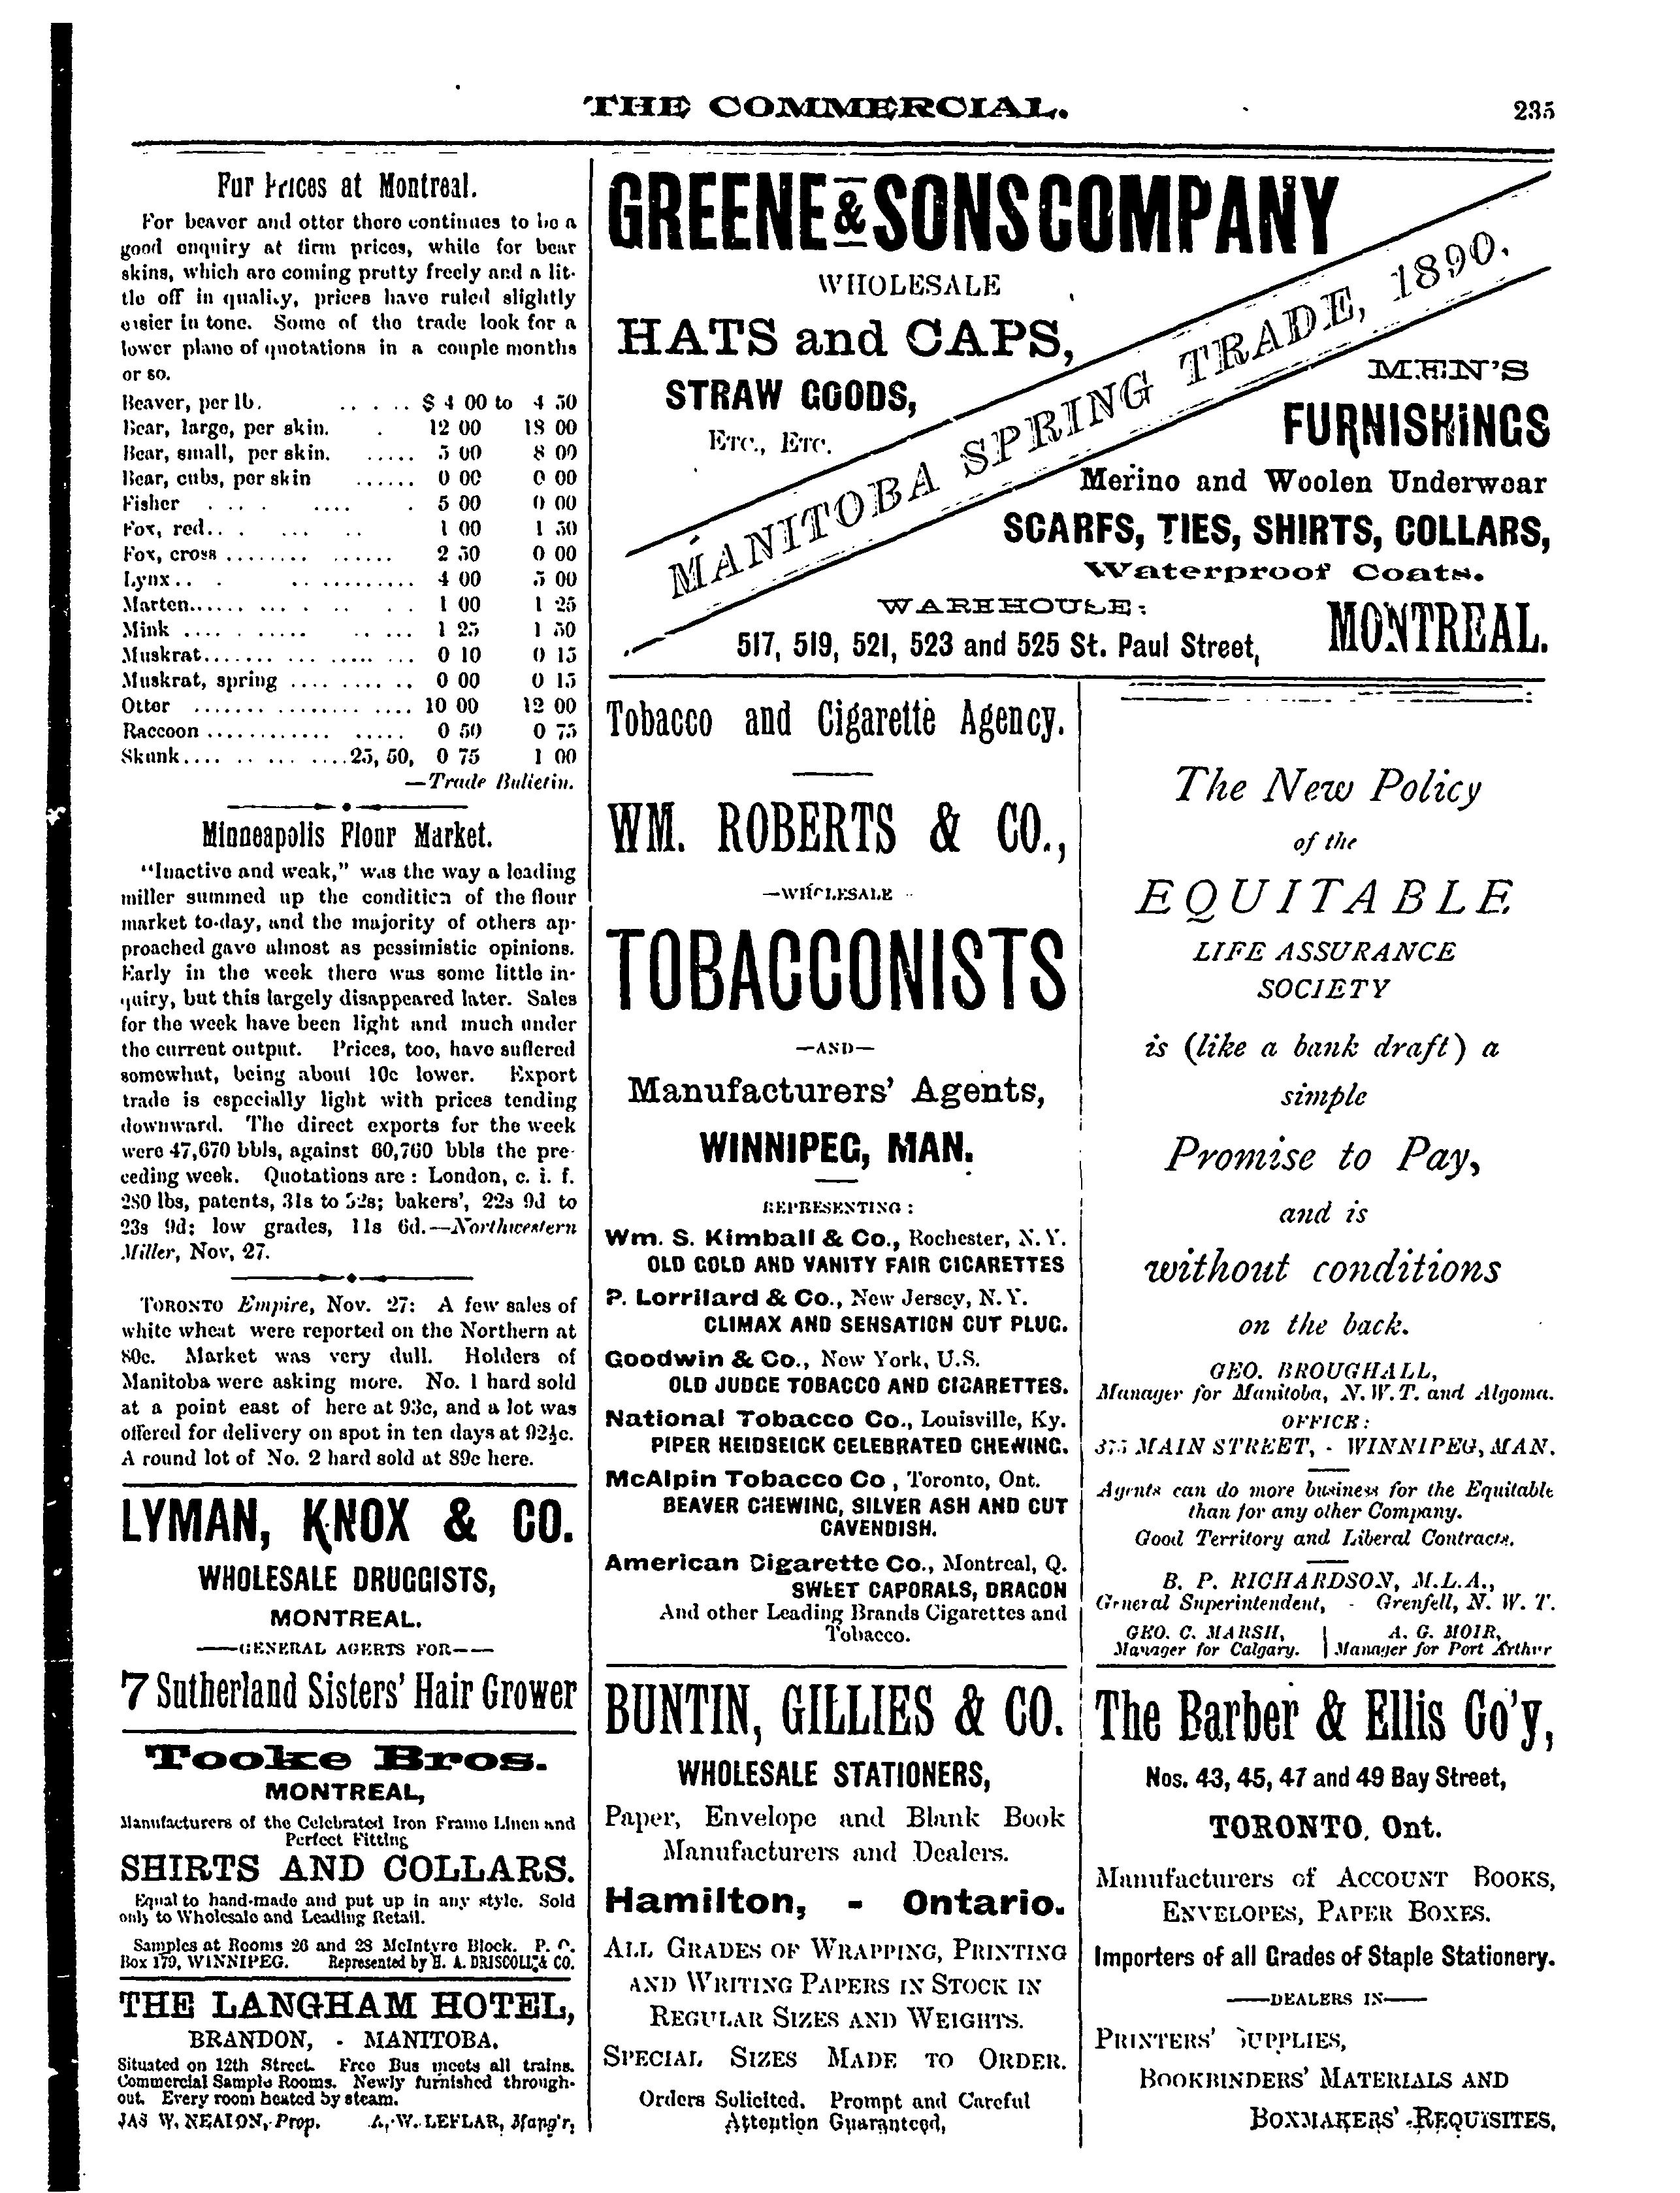 THE COMMERCIAL.
235
Fur Prices at Montreal.
For beaver and otter there continues to be a
good enquiry at firm prices, while for bear
skins, which are coming pretty freely and a lit-
tle off in quality, prices have ruled slightly
easier in tone. Some of the trade look for a
lower plane of quotations in a couple months
or so.
Beaver, per lb. ..... $ 4 00 to 4 50
Bear, large, per skin. . 12 00 18 00
Bear, small, per skin. ..... 5 00 8 00
Bear, cubs, per skin ...... 0 00 0 00
Fisher .... .... . 5 00 0 00
Fox, red.. . ... .. 1 00 1 50
Fox, cross ........ ...... 2 50 0 00
Lynx.. . .. .......... 4 00 5 00
Marten...... ... . .. . . 1 00 1 25
Mink .... . ..... .. ... 1 25 1 50
Muskrat....... ... ..... ... 0 10 0 15
Muskrat, spring .... .... .. 0 00 0 15
Otter ....... ........ .... 10 00 12 00
Raccoon ............ ..... 0 50 0 75
Skunk.... .. ... ....25, 50, 0 75 1 00
—Trade Bulletin.
Minneapolis Flour Market.
"Inactive and weak," was the way a leading
miller summed up the condition of the flour
market to-day, and the majority of others ap-
proached gave almost as pessimistic opinions.
Early in the week there was some little in-
quiry, but this largely disappeared later. Sales
for the week have been light and much under
the current output. Prices, too, have suffered
somewhat, being about 10c lower. Export
trade is especially light with prices tending
downward. The direct exports for the week
were 47,670 bbls, against 60,760 bbls the pre-
ceding week. Quotations are: London, c. i. f.
280 lbs, patents, 31s to 32s; bakers', 22s 9d to
23s 9d; low grades, 11s 6d.—Northwestern
Miller, Nov, 27.
TORONTO Empire, Nov. 27: A few sales of
white wheat were reported on the Northern at
80c. Market was very dull. Holders of
Manitoba were asking more. No. 1 hard sold
at a point east of here at 93c, and a lot was
offered for delivery on spot in ten days at 92½c.
A round lot of No. 2 hard sold at 89c here.
LYMAN, KNOX & CO.
WHOLESALE DRUGGISTS,
MONTREAL.
——GENERAL AGERTS FOR——
7 Sutherland Sisters' Hair Grower
Tooke Bros.
MONTREAL,
Manufacturers of the Celebrated Iron Frame Linen and
Perfect Fitting
SHIRTS AND COLLARS.
Equal to hand-made and put up in any style. Sold
only to Wholesale and Leading Retail.
Samples at Rooms 26 and 28 McIntyre Block. P. O.
Box 179, WINNIPEG. Represented by H. A. DRISCOLL & CO.
THE LANGHAM HOTEL,
BRANDON, - MANITOBA.
Situated on 12th Street. Free Bus meets all trains.
Commercial Sample Rooms. Newly furnished through-
out. Every room heated by steam.
JAS W. NEALON, Prop. A. W. LEFLAR, Mang'r,
GREENE & SONS COMPANY
WHOLESALE
HATS and CAPS,
STRAW GOODS,
ETC., ETC.
MANITOBA SPRING TRADE, 1890.
MEN'S
FURNISHINGS
Merino and Woolen Underwear
SCARFS, TIES, SHIRTS, COLLARS,
Waterproof Coats.
WAREHOUSE:
517, 519, 521, 523 and 525 St. Paul Street, MONTREAL.
Tobacco and Cigarette Agency.
WM. ROBERTS & CO.,
—WHOLESALE—
TOBACCONISTS
—AND—
Manufacturers' Agents,
WINNIPEG, MAN.
REPRESENTING:
Wm. S. Kimball & Co., Rochester, N.Y.
OLD GOLD AND VANITY FAIR CIGARETTES
P. Lorrilard & Co., New Jersey, N.Y.
CLIMAX AND SENSATION CUT PLUG.
Goodwin & Co., New York, U.S.
OLD JUDGE TOBACCO AND CIGARETTES.
National Tobacco Co., Louisville, Ky.
PIPER HEIDSEICK CELEBRATED CHEWING.
McAlpin Tobacco Co , Toronto, Ont.
BEAVER CHEWING, SILVER ASH AND CUT
CAVENDISH.
American Cigarette Co., Montreal, Q.
SWEET CAPORALS, DRAGON
And other Leading Brands Cigarettes and
Tobacco.
BUNTIN, GILLIES & CO.
WHOLESALE STATIONERS,
Paper, Envelope and Blank Book
Manufacturers and Dealers.
Hamilton, - Ontario.
ALL GRADES OF WRAPPING, PRINTING
AND WRITING PAPERS IN STOCK IN
REGULAR SIZES AND WEIGHTS.
SPECIAL SIZES MADE TO ORDER.
Orders Solicited. Prompt and Careful
Attention Guaranteed,
The New Policy
of the
EQUITABLE
LIFE ASSURANCE
SOCIETY
is (like a bank draft) a
simple
Promise to Pay,
and is
without conditions
on the back.
GEO. BROUGHALL,
Manager for Manitoba, N.W.T. and Algoma.
OFFICE:
375 MAIN STREET, - WINNIPEG, MAN.
Agents can do more business for the Equitable
than for any other Company.
Good Territory and Liberal Contracts.
B. P. RICHARDSON, M.L.A.,
General Superintendent, - Grenfell, N. W. T.
GEO. C. MARSH, | A. G. MOIR,
Manager for Calgary. | Manager for Port Arthur
The Barber & Ellis Co'y,
Nos. 43, 45, 47 and 49 Bay Street,
TORONTO, Ont.
Manufacturers of ACCOUNT BOOKS,
ENVELOPES, PAPER BOXES.
Importers of all Grades of Staple Stationery.
——DEALERS IN——
PRINTERS' SUPPLIES,
BOOKBINDERS' MATERIALS AND
BOXMAKERS' REQUISITES,